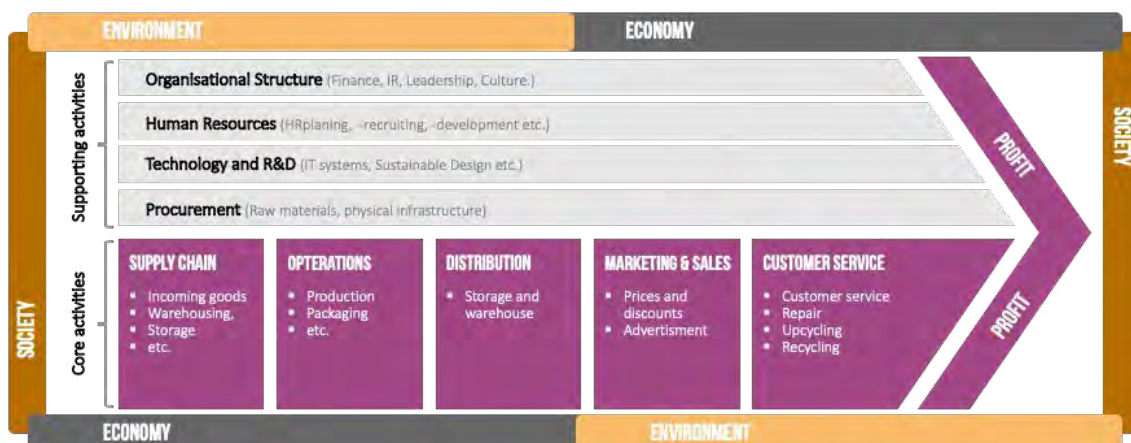 ENVIRONMENT
ECONOMY
SOCIETY
Supporting activities
Organisational Structure (Finance, IR, Leadership, Culture.)
Human Resources (HRplaning, -recruiting, -development etc.)
Technology and R&D (IT systems, Sustainable Design etc.)
Procurement (Raw materials, physical infrastructure)
PROFIT
SOCIETY
Core activities
SUPPLY CHAIN
▪ Incoming goods
▪ Warehousing,
▪ Storage
▪ etc.
OPTERATIONS
▪ Production
▪ Packaging
▪ etc.
DISTRIBUTION
▪ Storage and
warehouse
MARKETING & SALES
▪ Prices and
discounts
▪ Advertisment
CUSTOMER SERVICE
▪ Customer service
▪ Repair
▪ Upcycling
▪ Recycling
PROFIT
ECONOMY
ENVIRONMENT